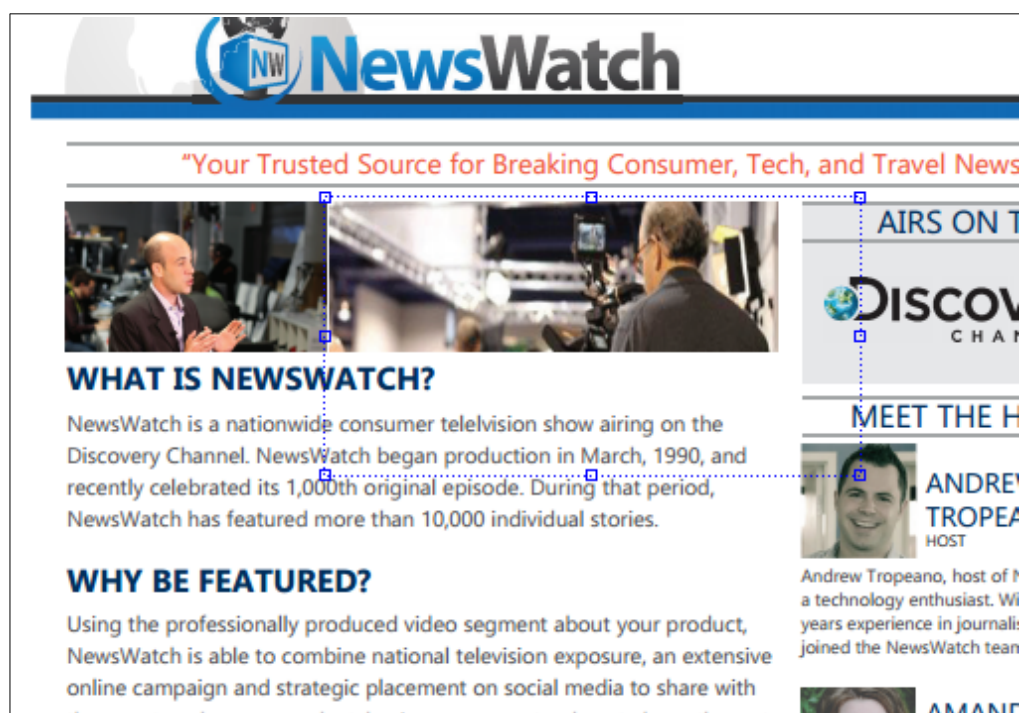 NW NewsWatch
"Your Trusted Source for Breaking Consumer, Tech, and Travel News
WHAT IS NEWSWATCH?
NewsWatch is a nationwide consumer telelvision show airing on the
Discovery Channel. NewsWatch began production in March, 1990, and
recently celebrated its 1,000th original episode. During that period,
NewsWatch has featured more than 10,000 individual stories.
WHY BE FEATURED?
Using the professionally produced video segment about your product,
NewsWatch is able to combine national television exposure, an extensive
online campaign and strategic placement on social media to share with
AIRS ON T
DISCOV
CHAN
MEET THE H
ANDREW
TROPEA
HOST
Andrew Tropeano, host of N
a technology enthusiast. Wi
years experience in journalis
joined the NewsWatch team
AMAND